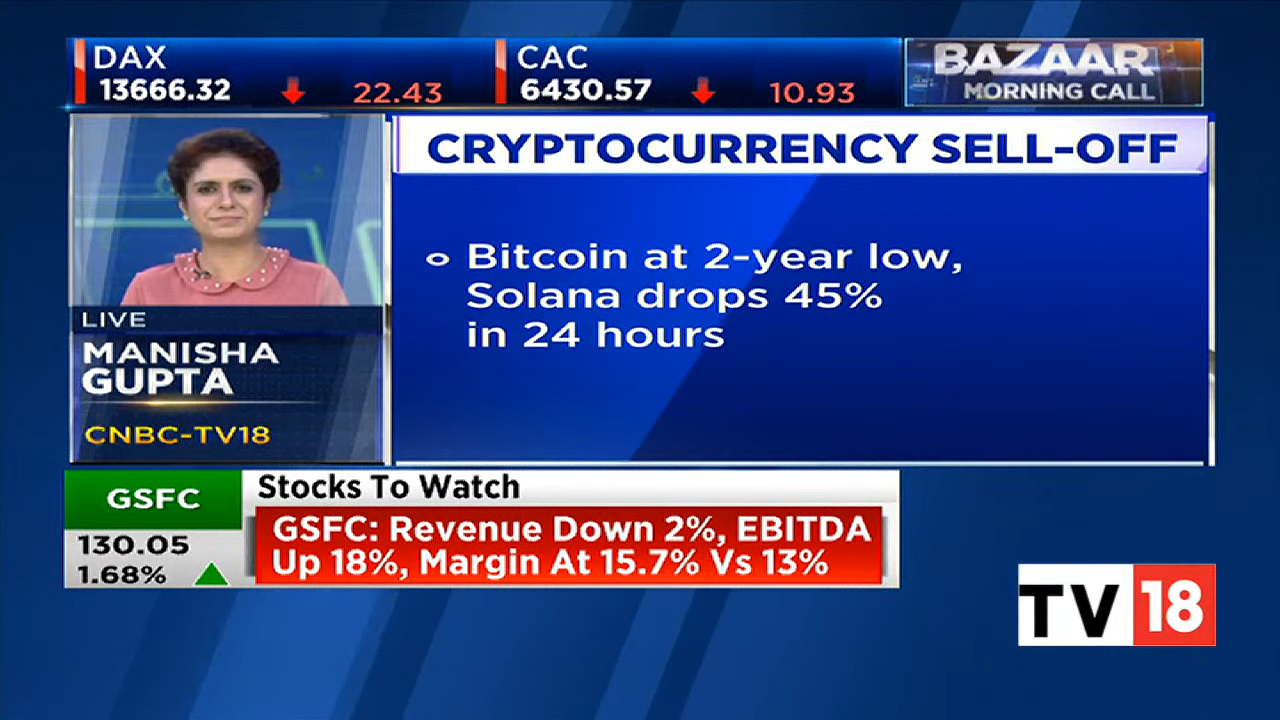 DAX
13666.32 22.43
CAC
6430.57 10.93
BAZAAR
MORNING CALL
CRYPTOCURRENCY SELL-OFF
Bitcoin at 2-year low,
Solana drops 45%
in 24 hours
LIVE
MANISHA
GUPTA
CNBC-TV18
GSFC
130.05
1.68%
Stocks To Watch
GSFC: Revenue Down 2%, EBITDA
Up 18%, Margin At 15.7% Vs 13%
TV18